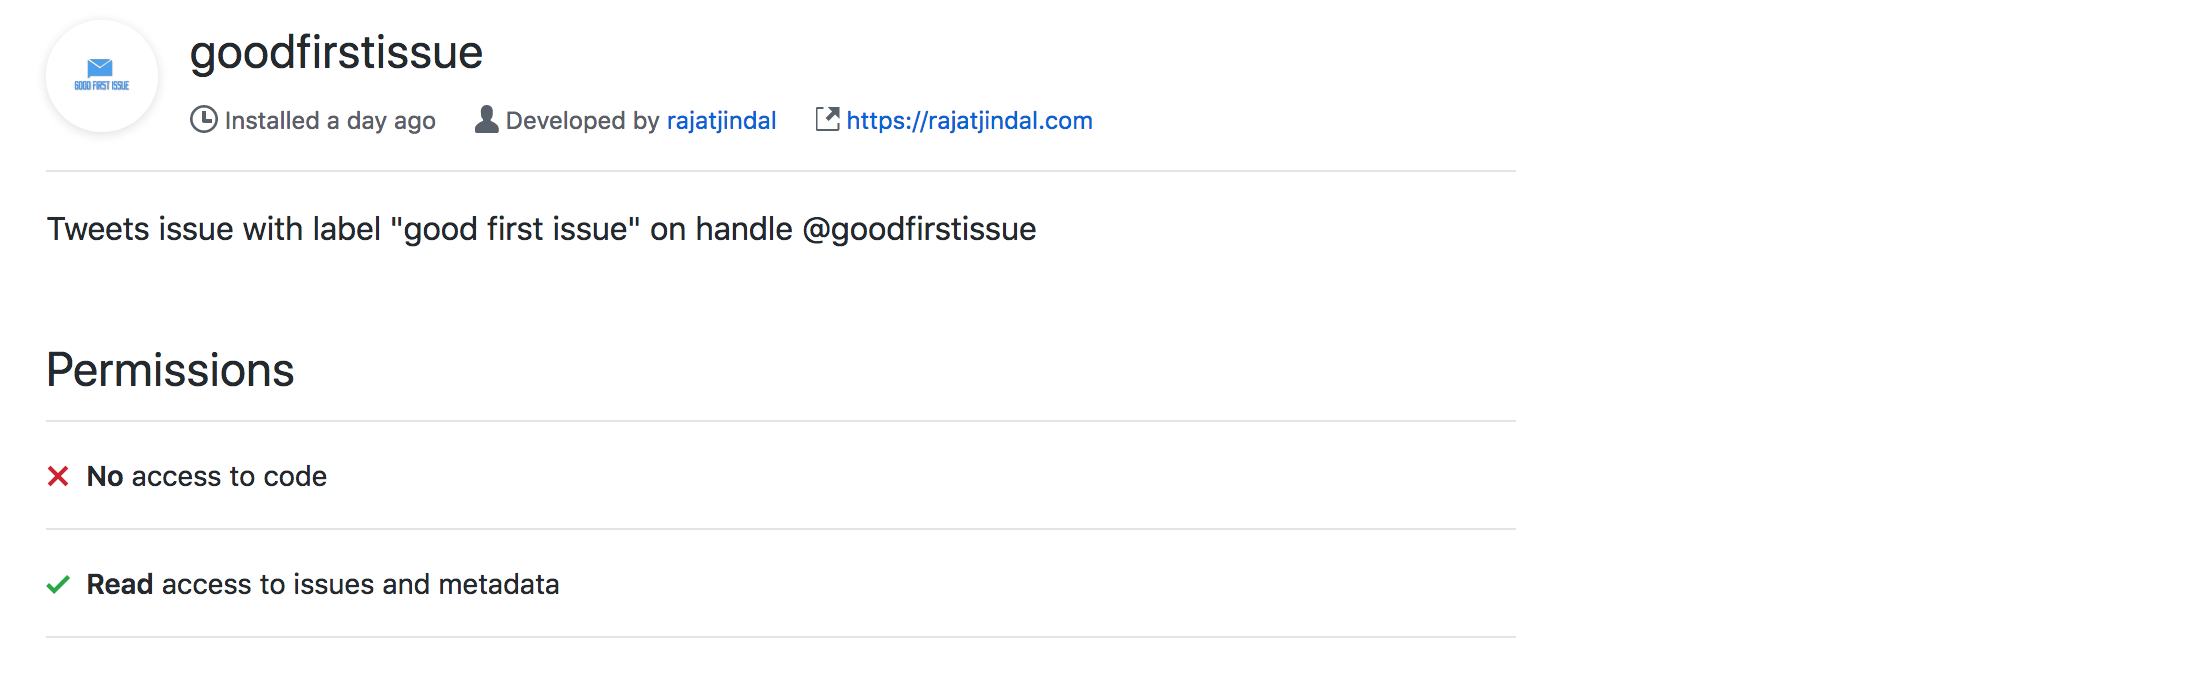 goodfirstissue
GOOD FIRST ISSUE
Installed a day ago Developed by rajatjindal https://rajatjindal.com
Tweets issue with label "good first issue" on handle @goodfirstissue
Permissions
No access to code
Read access to issues and metadata